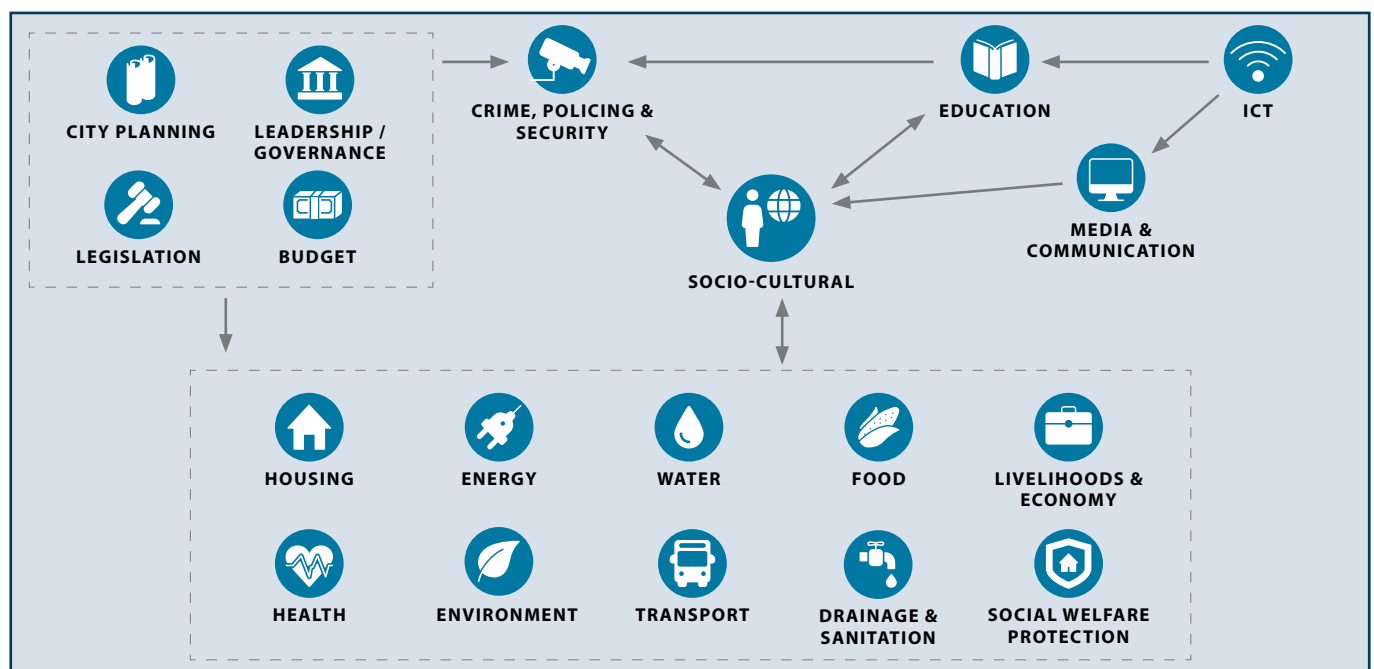 CITY PLANNING
LEADERSHIP /
GOVERNANCE
LEGISLATION
BUDGET
CRIME, POLICING &
SECURITY
EDUCATION
ICT
SOCIO-CULTURAL
MEDIA &
COMMUNICATION
HOUSING
ENERGY
WATER
FOOD
LIVELIHOODS &
ECONOMY
HEALTH
ENVIRONMENT
TRANSPORT
DRAINAGE &
SANITATION
SOCIAL WELFARE
PROTECTION